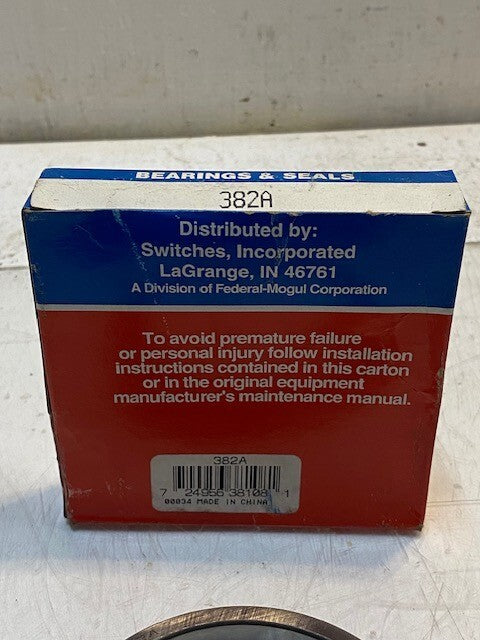 BEARINGS & SEALS
382A
Distributed by:
Switches, Incorporated
LaGrange, IN 46761
A Division of Federal-Mogul Corporation
To avoid premature failure
or personal injury follow installation
instructions contained in this carton
or in the original equipment
manufacturer's maintenance manual.
382A
7 24956 38108 1
00034 MADE IN CHINA